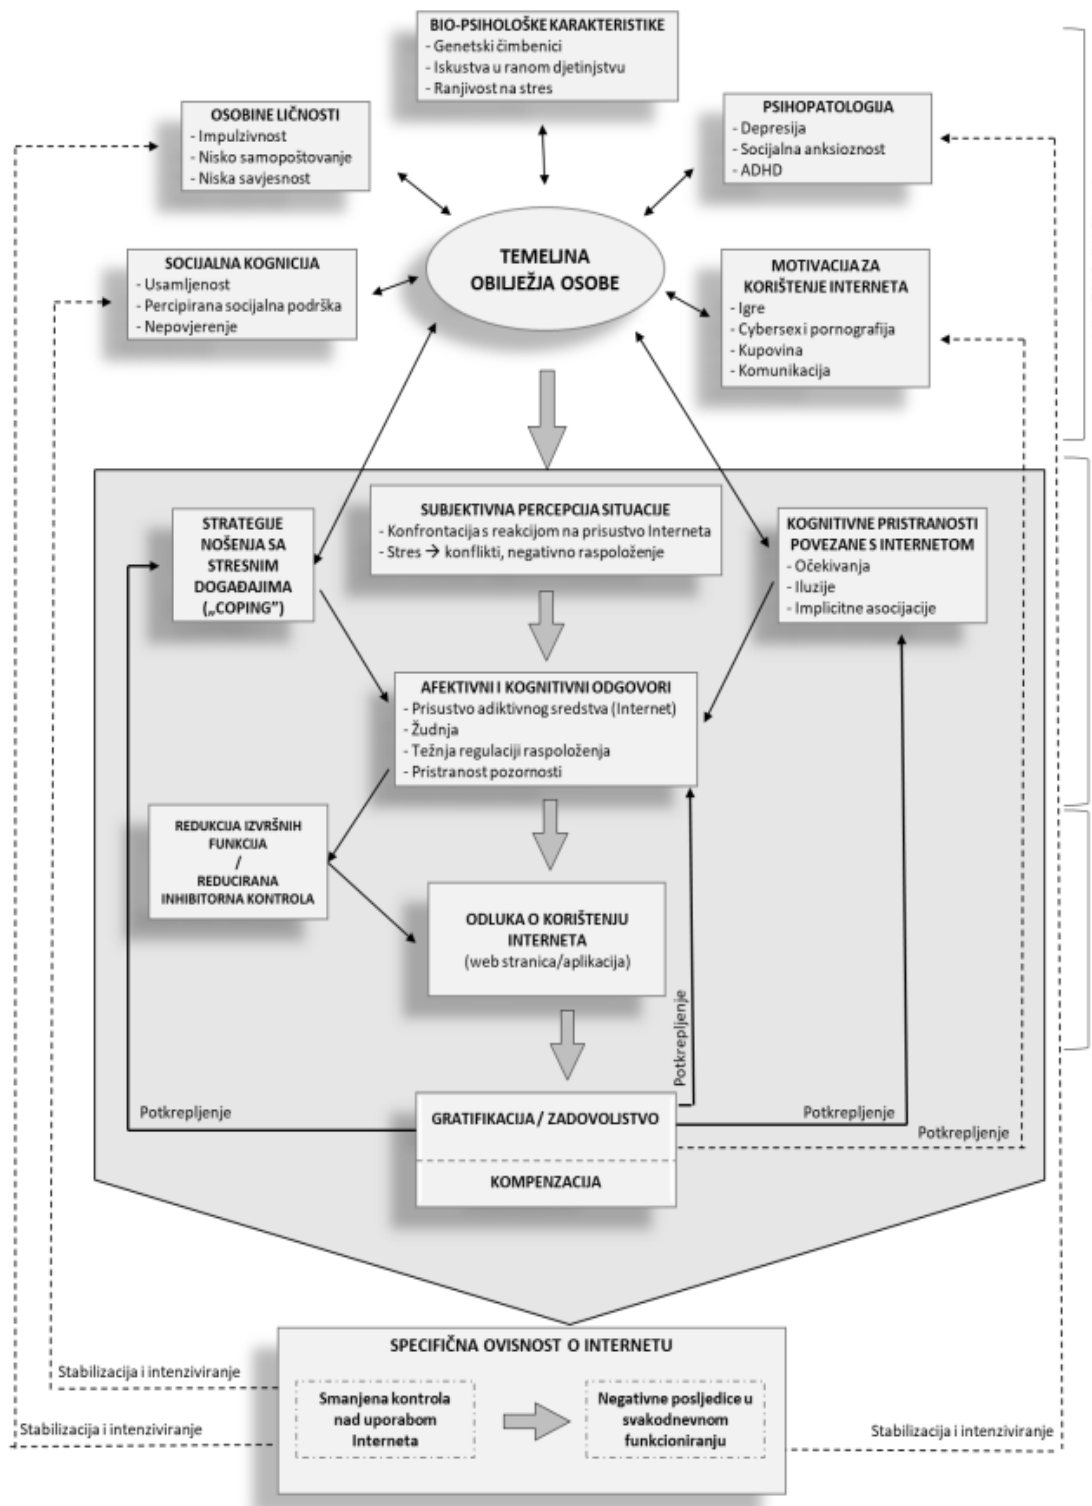 BIO-PSIHOLOŠKE KARAKTERISTIKE
- Genetski čimbenici
- Iskustva u ranom djetinjstvu
- Ranjivost na stres
OSOBINE LIČNOSTI
- Impulzivnost
- Nisko samopoštovanje
- Niska savjesnost
PSIHOPATOLOGIJA
- Depresija
- Socijalna anksioznost
- ADHD
SOCIJALNA KOGNICIJA
- Usamljenost
- Percipirana socijalna podrška
- Nepovjerenje
TEMELJNA
OBILJEŽJA OSOBE
MOTIVACIJA ZA
KORIŠTENJE INTERNETA
- Igre
- Cybersex i pornografija
- Kupovina
- Komunikacija
STRATEGIJE
NOŠENJA SA
STRESNIM
DOGAĐAJIMA
(„COPING”)
SUBJEKTIVNA PERCEPCIJA SITUACIJE
- Konfrontacija s reakcijom na prisustvo Interneta
- Stres → konflikti, negativno raspoloženje
KOGNITIVNE PRISTRANOSTI
POVEZANE S INTERNETOM
- Očekivanja
- Iluzije
- Implicitne asocijacije
AFEKTIVNI I KOGNITIVNI ODGOVORI
- Prisustvo adiktivnog sredstva (Internet)
- Žudnja
- Težnja regulaciji raspoloženja
- Pristranost pozornosti
REDUKCIJA IZVRŠNIH
FUNKCIJA
/
REDUCIRANA
INHIBITORNA KONTROLA
ODLUKA O KORIŠTENJU
INTERNETA
(web stranica/aplikacija)
Potkrepljenje
Potkrepljenje
GRATIFIKACIJA / ZADOVOLJSTVO
Potkrepljenje
Potkrepljenje
KOMPENZACIJA
SPECIFIČNA OVISNOST O INTERNETU
Stabilizacija i intenziviranje
Smanjena kontrola
nad uporabom
Interneta
Negativne posljedice u
svakodnevnom
funkcioniranju
Stabilizacija i intenziviranje
Stabilizacija i intenziviranje